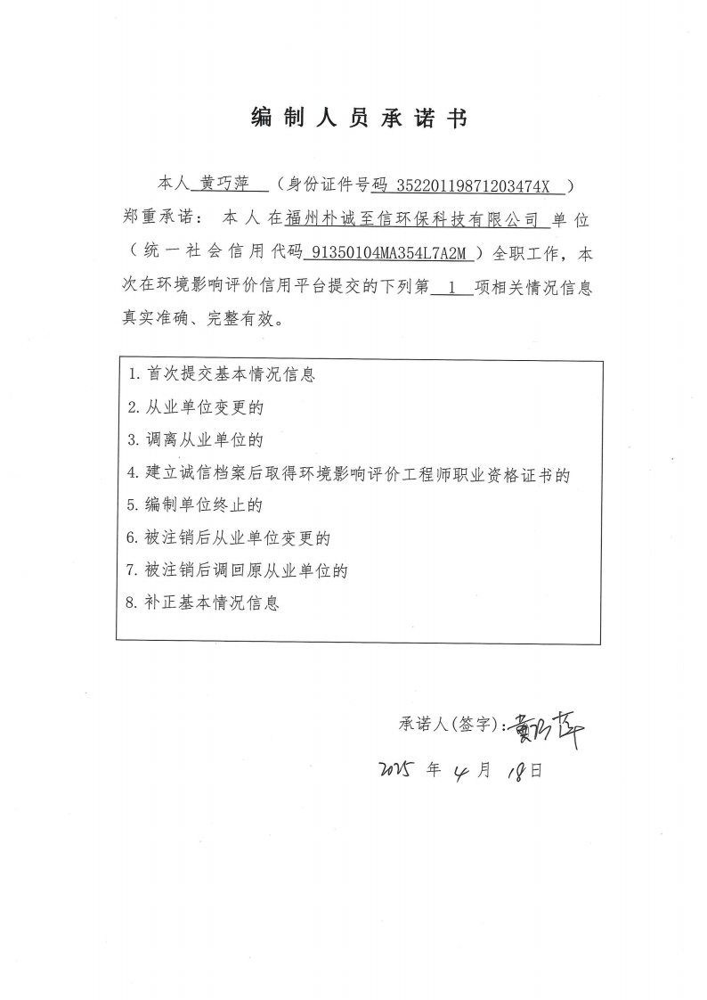 编制人员承诺书
本人 黄巧萍 （身份证件号码 35220119871203474X ）
郑重承诺： 本人在福州朴诚至信环保科技有限公司 单位
（统一社会信用代码 91350104MA354L7A2M ）全职工作，本
次在环境影响评价信用平台提交的下列第 1 项相关情况信息
真实准确、完整有效。
1. 首次提交基本情况信息
2. 从业单位变更的
3. 调离从业单位的
4. 建立诚信档案后取得环境影响评价工程师职业资格证书的
5. 编制单位终止的
6. 被注销后从业单位变更的
7. 被注销后调回原从业单位的
8. 补正基本情况信息
承诺人(签字)：黄巧萍
2025 年 4 月 18日